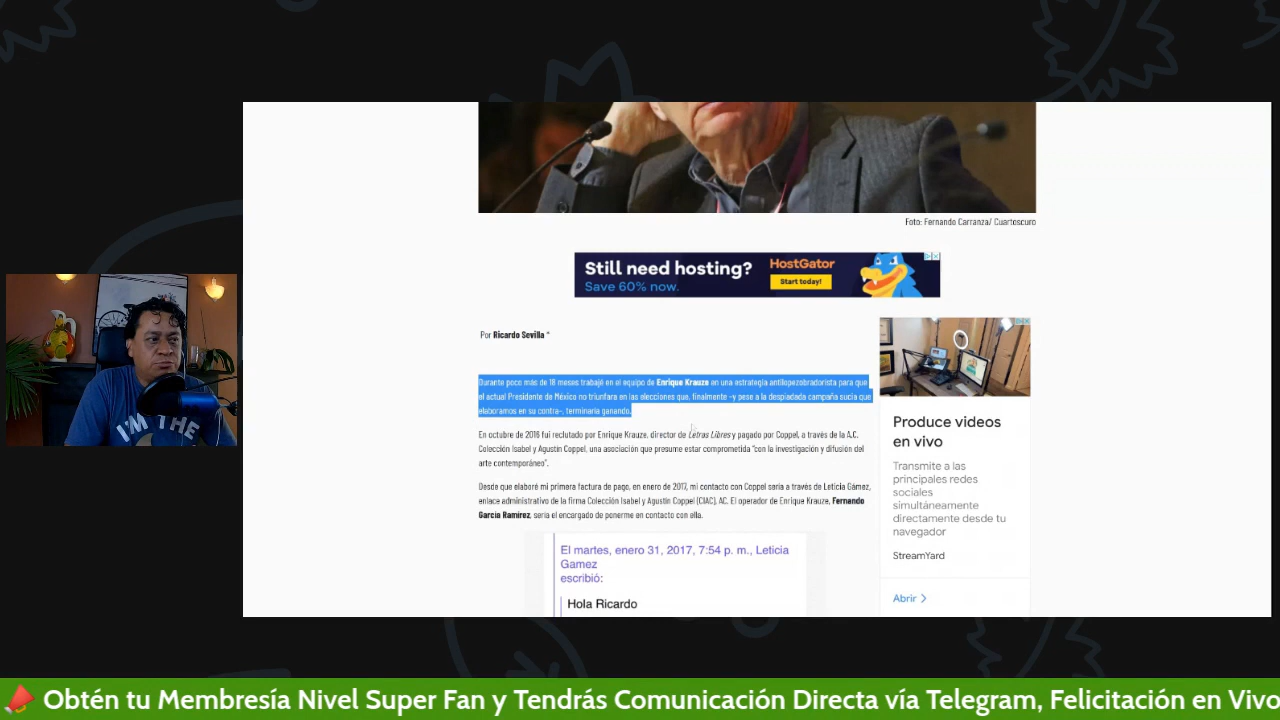 Foto: Fernando Carranza/ Cuartoscuro
Still need hosting?
Save 60% now.
HostGator
Start today!
Por Ricardo Sevilla *
Durante poco más de 18 meses trabajé en el equipo de Enrique Krauze en una estrategia antilopezobradorista para que
el actual Presidente de México no triunfara en las elecciones que, finalmente –y pese a la despiadada campaña sucia que
elaboramos en su contra–, terminaría ganando.
En octubre de 2016 fui reclutado por Enrique Krauze, director de Letras Libres y pagado por Coppel, a través de la A.C.
Colección Isabel y Agustín Coppel, una asociación que presume estar comprometida “con la investigación y difusión del
arte contemporáneo”.
Desde que elaboré mi primera factura de pago, en enero de 2017, mi contacto con Coppel sería a través de Leticia Gámez,
enlace administrativo de la firma Colección Isabel y Agustín Coppel (CIAC), AC. El operador de Enrique Krauze, Fernando
García Ramírez, sería el encargado de ponerme en contacto con ella.
El martes, enero 31, 2017, 7:54 p. m., Leticia
Gamez
escribió:
Hola Ricardo
Produce videos
en vivo
Transmite a las
principales redes
sociales
simultáneamente
directamente desde tu
navegador
StreamYard
Abrir
I'M THE
Obtén tu Membresía Nivel Super Fan y Tendrás Comunicación Directa vía Telegram, Felicitación en Vivo